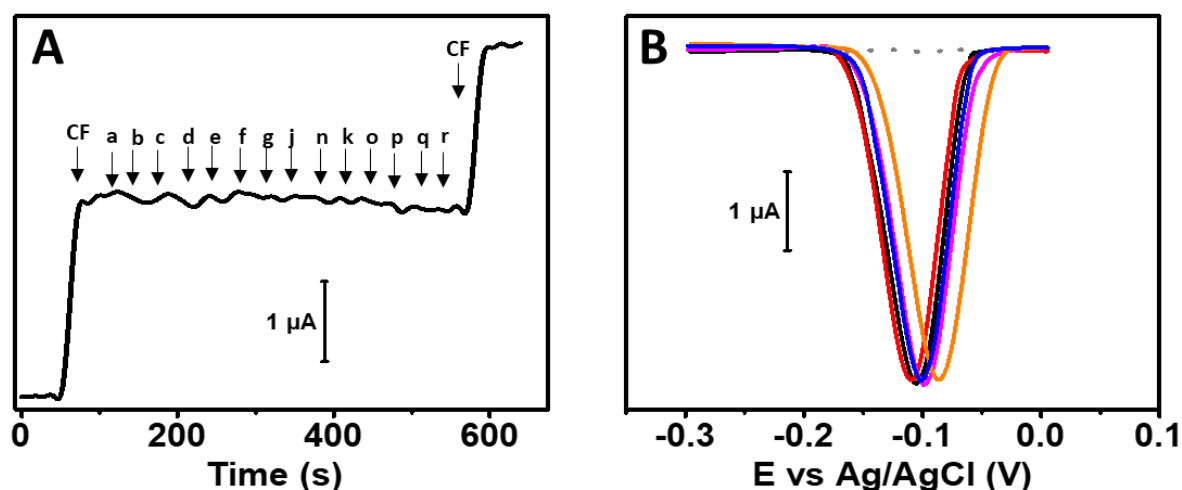 A
CF
CF a b c d e f g j n k o p q r
1 µA
0 200 400 600
Time (s)
B
1 µA
-0.3 -0.2 -0.1 0.0 0.1
E vs Ag/AgCl (V)